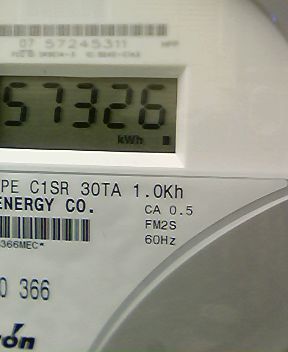 07 57245311
57326
kWh
PE C1SR 30TA 1.0Kh
ENERGY CO.
CA 0.5
FM2S
60Hz
366MEC*
0 366
rón